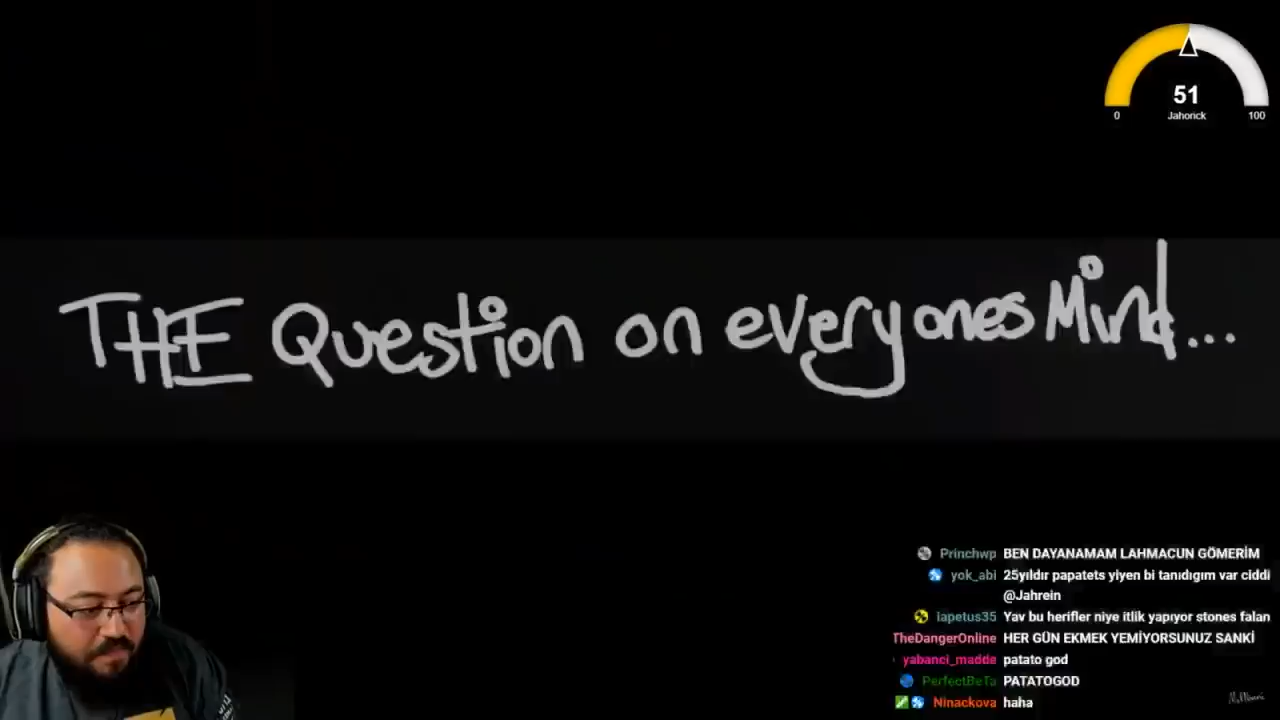 51
0 Jahorick 100
THE Question on everyones Mind...
Princhwp BEN DAYANAMAM LAHMACUN GÖMERİM
yok_abi 25yıldır papatets yiyen bi tanıdıgım var ciddi
@Jahrein
iapetus35 Yav bu herifler niye itlik yapıyor stones falan
TheDangerOnline HER GÜN EKMEK YEMİYORSUNUZ SANKİ
yabanci_madde patato god
PerfectBeTa PATATOGOD
Ninackova haha